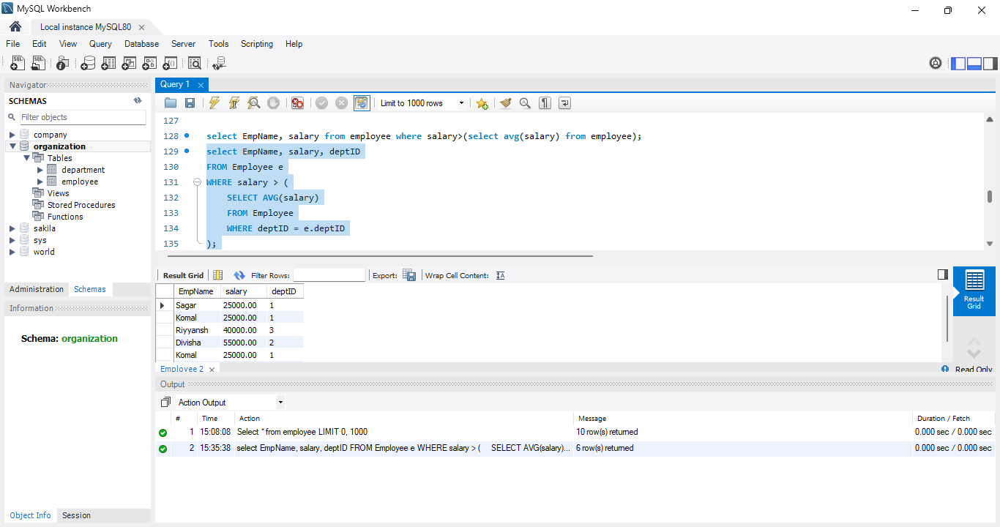 MySQL Workbench
Local instance MySQL80
File Edit View Query Database Server Tools Scripting Help
Navigator
SCHEMAS
Filter objects
company
organization
Tables
department
employee
Views
Stored Procedures
Functions
sakila
sys
world
Administration Schemas
Information
Schema: organization
Object Info Session
Query 1
Limit to 1000 rows
127
128 select EmpName, salary from employee where salary>(select avg(salary) from employee);
129 select EmpName, salary, deptID
130 FROM Employee e
131 WHERE salary > (
132 SELECT AVG(salary)
133 FROM Employee
134 WHERE deptID = e.deptID
135 );
Result Grid Filter Rows: Export: Wrap Cell Content:
EmpName salary deptID
Sagar 25000.00 1
Komal 25000.00 1
Riyyansh 40000.00 3
Divisha 55000.00 2
Komal 25000.00 1
Result
Grid
Employee 2
Read Only
Output
Action Output
# Time Action Message Duration / Fetch
1 15:08:08 Select * from employee LIMIT 0, 1000 10 row(s) returned 0.000 sec / 0.000 sec
2 15:35:38 select EmpName, salary, deptID FROM Employee e WHERE salary > ( SELECT AVG(salary)... 6 row(s) returned 0.000 sec / 0.000 sec